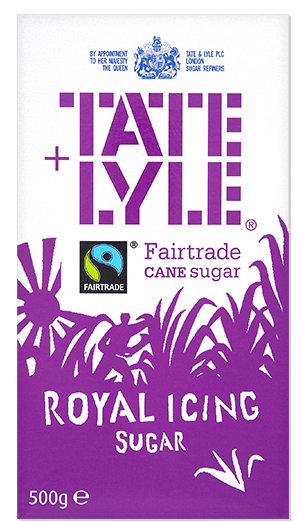 BY APPOINTMENT
TO HER MAJESTY
THE QUEEN
TATE & LYLE PLC
LONDON
SUGAR REFINERS
TATE
+ LYLE®
®
FAIRTRADE
Fairtrade
CANE sugar
ROYAL ICING
SUGAR
500g ℮